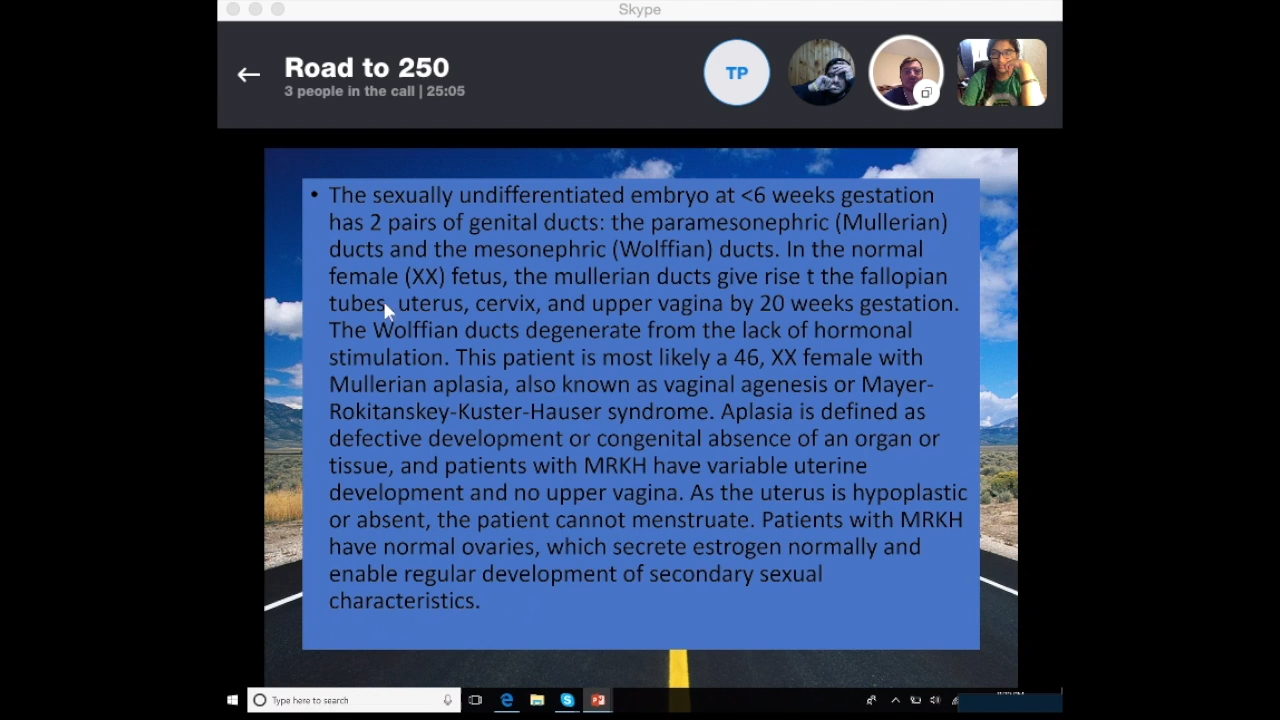 Skype
Road to 250
3 people in the call | 25:05
TP
• The sexually undifferentiated embryo at <6 weeks gestation
has 2 pairs of genital ducts: the paramesonephric (Mullerian)
ducts and the mesonephric (Wolffian) ducts. In the normal
female (XX) fetus, the mullerian ducts give rise t the fallopian
tubes, uterus, cervix, and upper vagina by 20 weeks gestation.
The Wolffian ducts degenerate from the lack of hormonal
stimulation. This patient is most likely a 46, XX female with
Mullerian aplasia, also known as vaginal agenesis or Mayer-
Rokitanskey-Kuster-Hauser syndrome. Aplasia is defined as
defective development or congenital absence of an organ or
tissue, and patients with MRKH have variable uterine
development and no upper vagina. As the uterus is hypoplastic
or absent, the patient cannot menstruate. Patients with MRKH
have normal ovaries, which secrete estrogen normally and
enable regular development of secondary sexual
characteristics.
Type here to search